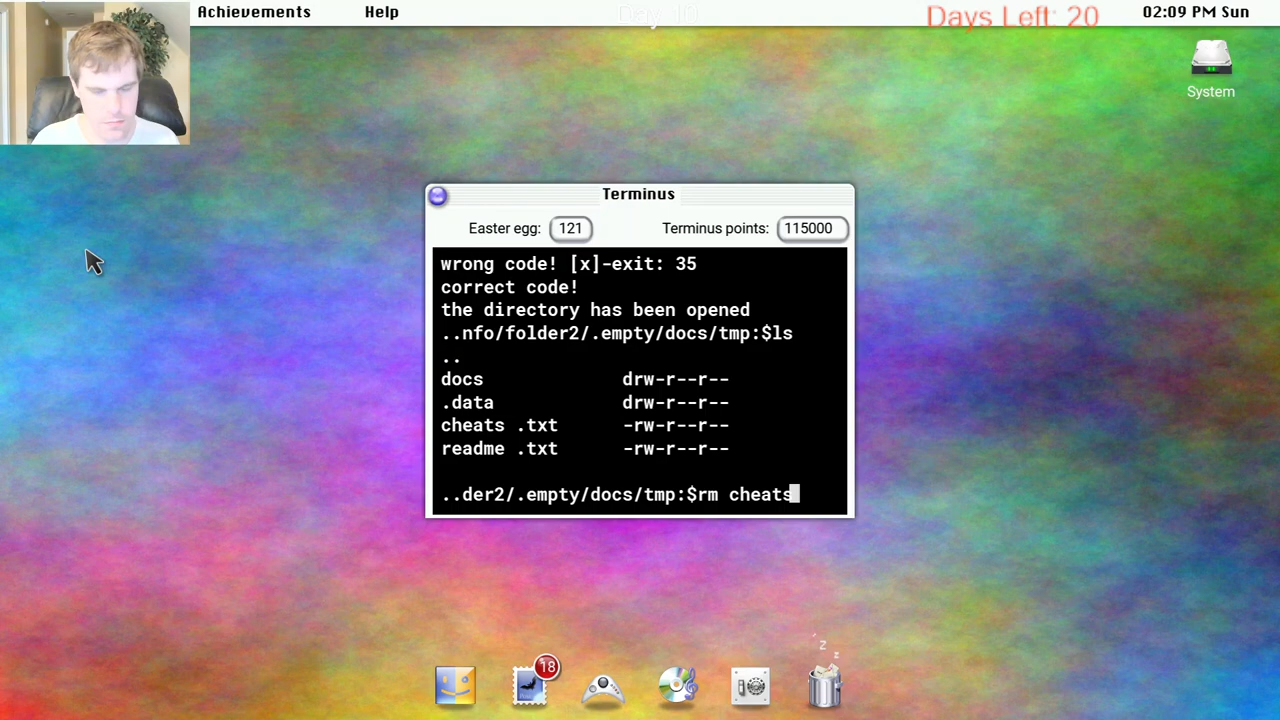 Achievements Help Day 10 Days Left: 20 02:09 PM Sun
System
Terminus
Easter egg: 121 Terminus points: 115000
wrong code! [x]-exit: 35
correct code!
the directory has been opened
..nfo/folder2/.empty/docs/tmp:$ls
..
docs drw-r--r--
.data drw-r--r--
cheats .txt -rw-r--r--
readme .txt -rw-r--r--
..der2/.empty/docs/tmp:$rm cheats
z
z
18